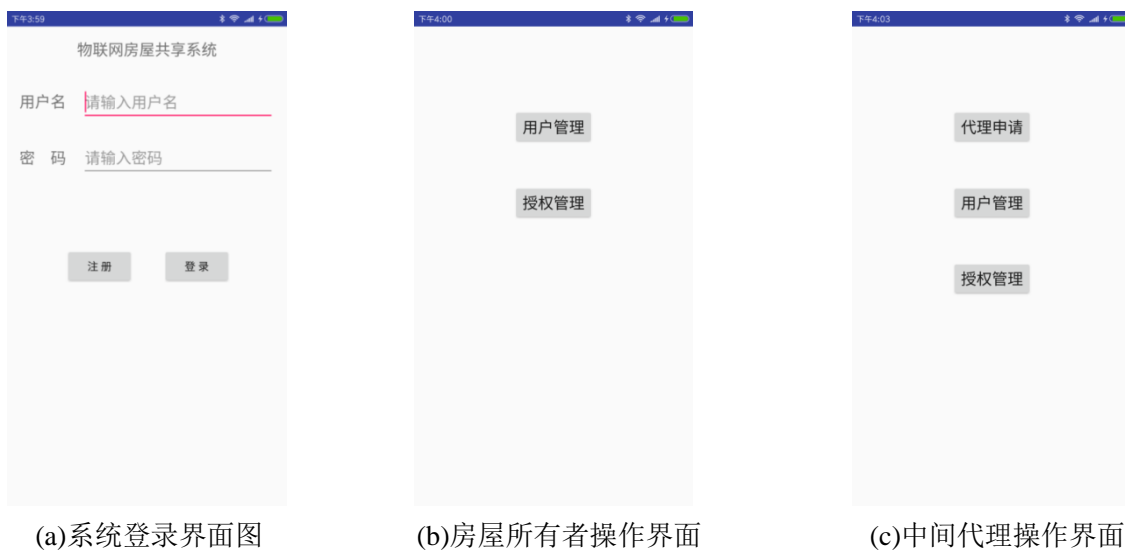 下午3:59
物联网房屋共享系统
用户名 请输入用户名
密 码 请输入密码
注册 登录
(a)系统登录界面图
下午4:00
用户管理
授权管理
(b)房屋所有者操作界面
下午4:03
代理申请
用户管理
授权管理
(c)中间代理操作界面